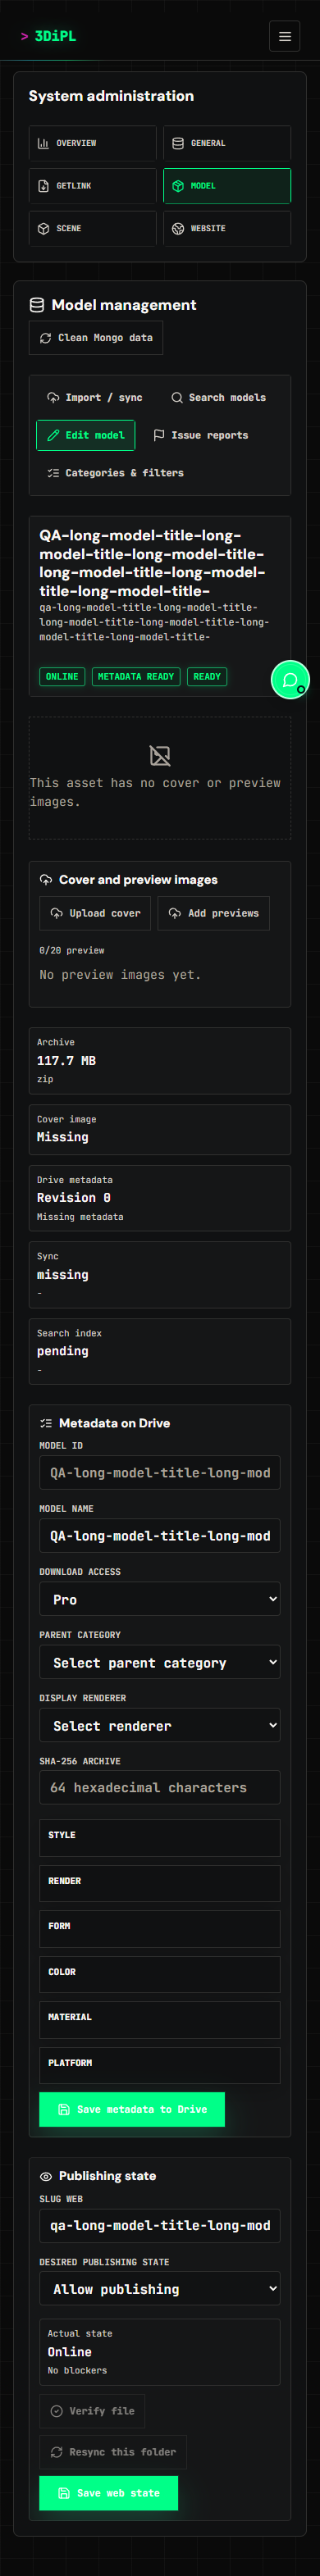 > 3DiPL
System administration
OVERVIEW
GENERAL
GETLINK
MODEL
SCENE
WEBSITE
Model management
Clean Mongo data
Import / sync
Search models
Edit model
Issue reports
Categories & filters
QA-long-model-title-long-
model-title-long-model-title-
long-model-title-long-model-
title-long-model-title-
qa-long-model-title-long-model-title-
long-model-title-long-model-title-long-
model-title-long-model-title-
ONLINE
METADATA READY
READY
This asset has no cover or preview
images.
Cover and preview images
Upload cover
Add previews
0/20 preview
No preview images yet.
Archive
117.7 MB
zip
Cover image
Missing
Drive metadata
Revision 0
Missing metadata
Sync
missing
-
Search index
pending
-
Metadata on Drive
MODEL ID
QA-long-model-title-long-mod
MODEL NAME
QA-long-model-title-long-mod
DOWNLOAD ACCESS
Pro
PARENT CATEGORY
Select parent category
DISPLAY RENDERER
Select renderer
SHA-256 ARCHIVE
64 hexadecimal characters
STYLE
RENDER
FORM
COLOR
MATERIAL
PLATFORM
Save metadata to Drive
Publishing state
SLUG WEB
qa-long-model-title-long-mod
DESIRED PUBLISHING STATE
Allow publishing
Actual state
Online
No blockers
Verify file
Resync this folder
Save web state